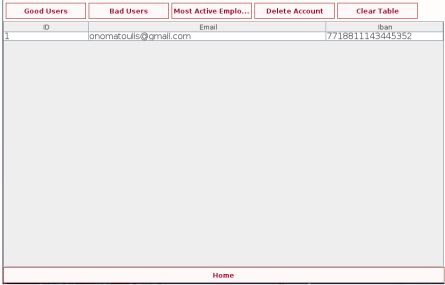 Good Users Bad Users Most Active Emplo... Delete Account Clear Table
ID Email Iban
1 onomatoulis@gmail.com 7718811143445352
Home